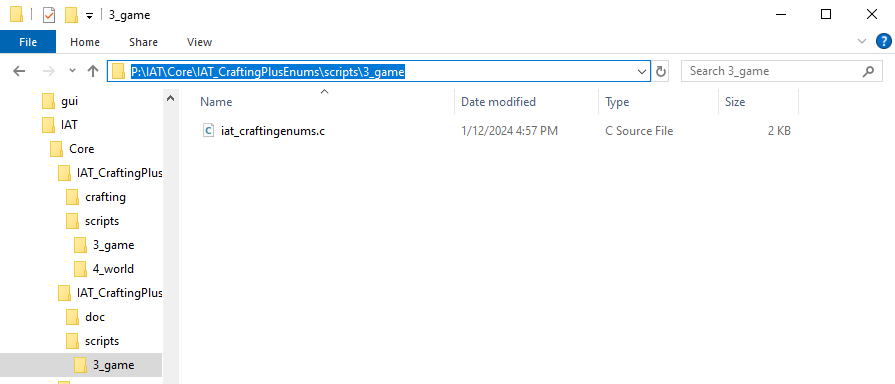 3_game
File Home Share View
P:\IAT\Core\IAT_CraftingPlusEnums\scripts\3_game
Search 3_game
gui
IAT
Core
IAT_CraftingPlus
crafting
scripts
3_game
4_world
IAT_CraftingPlus
doc
scripts
3_game
Name Date modified Type Size
iat_craftingenums.c 1/12/2024 4:57 PM C Source File 2 KB